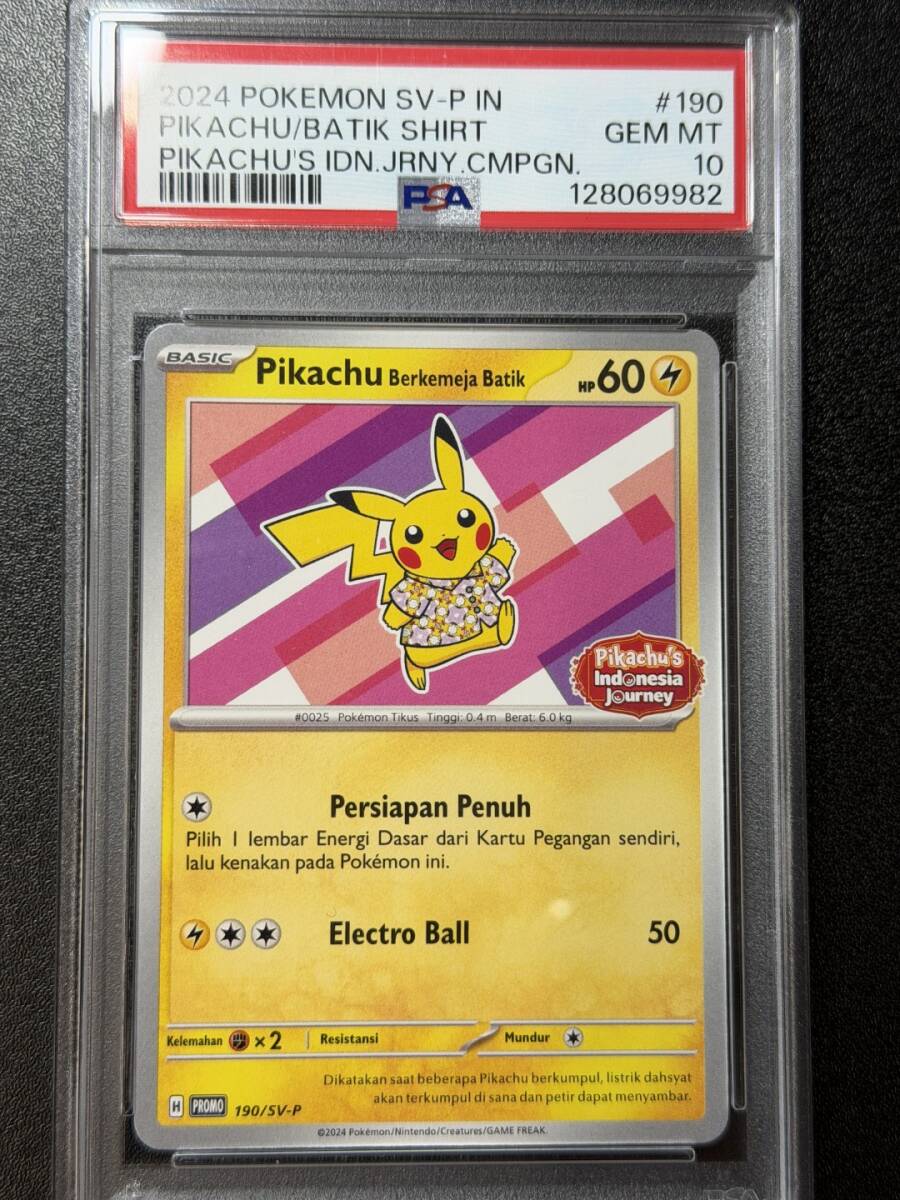 2024 POKEMON SV-P IN #190
PIKACHU/BATIK SHIRT GEM MT
PIKACHU'S IDN.JRNY.CMPGN. 10
PSA 128069982
BASIC Pikachu Berkemeja Batik HP 60
Pikachu's
Indonesia
Journey
#0025 Pokémon Tikus Tinggi: 0.4 m Berat: 6.0 kg
Persiapan Penuh
Pilih 1 lembar Energi Dasar dari Kartu Pegangan sendiri,
lalu kenakan pada Pokémon ini.
Electro Ball 50
Kelemahan ×2 Resistansi Mundur
Dikatakan saat beberapa Pikachu berkumpul, listrik dahsyat
akan terkumpul di sana dan petir dapat menyambar.
H PROMO 190/SV-P
©2024 Pokémon/Nintendo/Creatures/GAME FREAK.